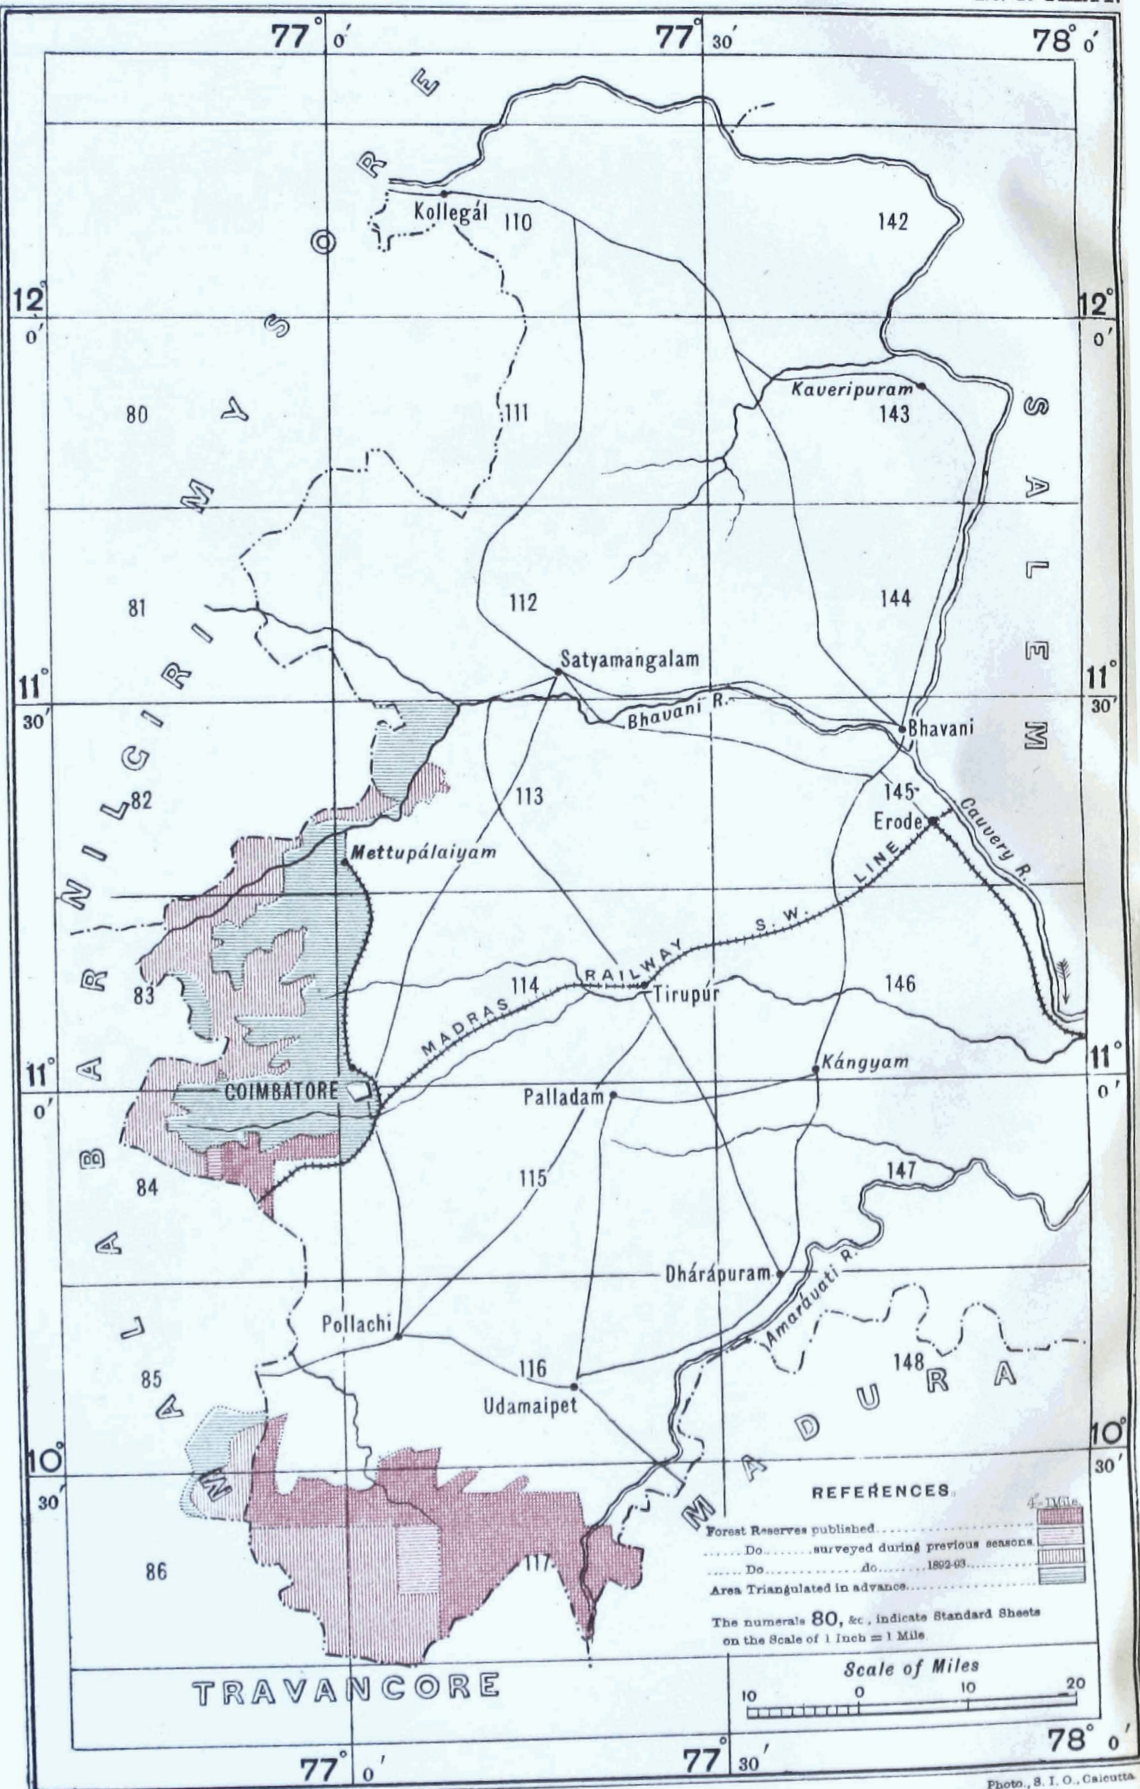 77° 0′
77° 30′
78° 0′
MYSORE
Kollegál
110
142
12° 0′
12° 0′
80
111
Kaveripuram
143
SALEM
81
112
144
NILGIRI
Satyamangalam
11° 30′
11° 30′
Bhavani R.
Bhavani
82
113
145
Erode
Cauvery R.
Mettupálaiyam
MADRAS RAILWAY S.W. LINE
83
114
Tirupúr
146
MALABAR
11° 0′
11° 0′
COIMBATORE
Palladam
Kángyam
84
115
147
Dhárápuram
Amarávati R.
Pollachi
85
116
148
Udamaipet
MADURA
10° 30′
10° 30′
86
117
REFERENCES.
4"=1 Mile
Forest Reserves published
Do. surveyed during previous seasons
Do. do. 1892-93
Area Triangulated in advance
The numerals 80, &c., indicate Standard Sheets
on the Scale of 1 Inch = 1 Mile.
TRAVANCORE
Scale of Miles
10 0 10 20
77° 0′
77° 30′
78° 0′
Photo., S. I. O., Calcutta.